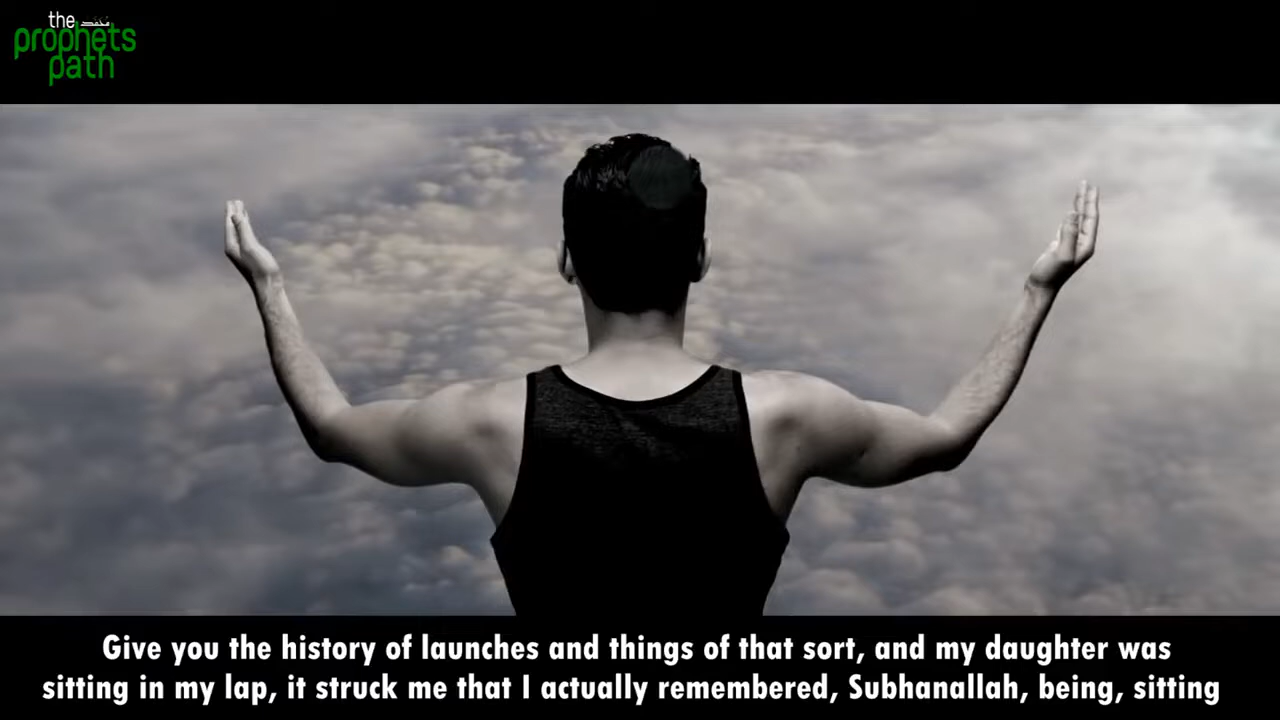 the
prophets
path
Give you the history of launches and things of that sort, and my daughter was
sitting in my lap, it struck me that I actually remembered, Subhanallah, being, sitting